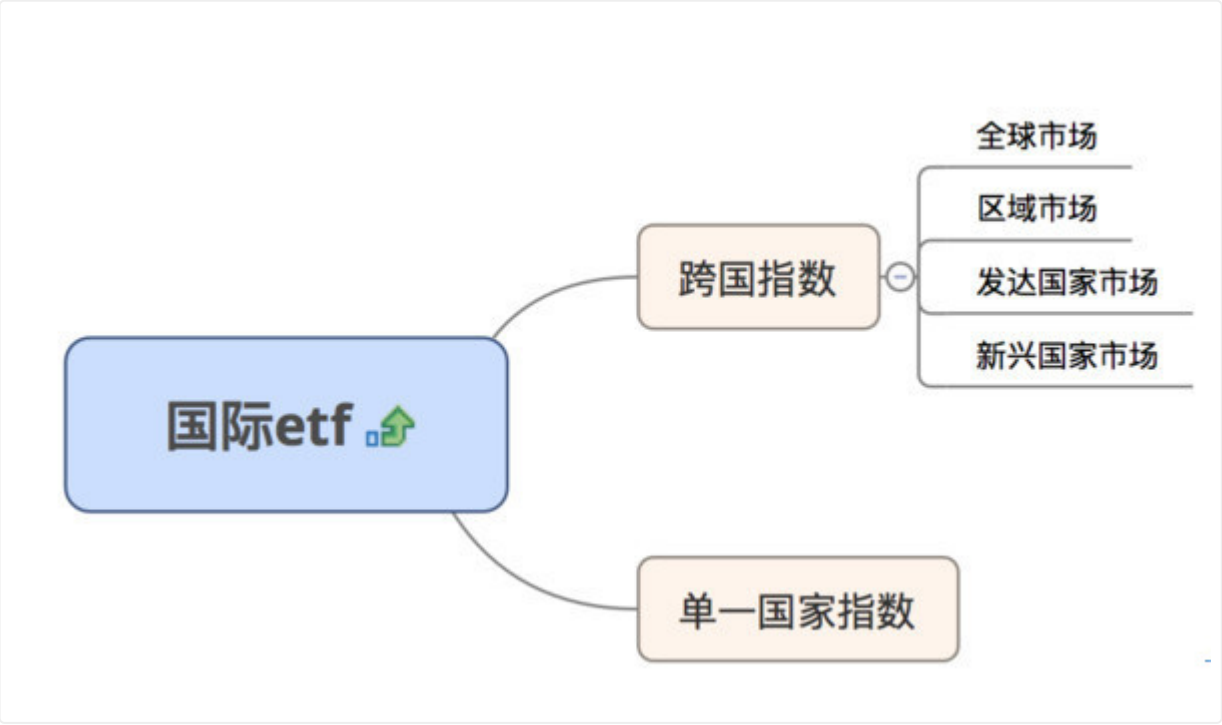 全球市场
区域市场
跨国指数
发达国家市场
新兴国家市场
国际etf
单一国家指数